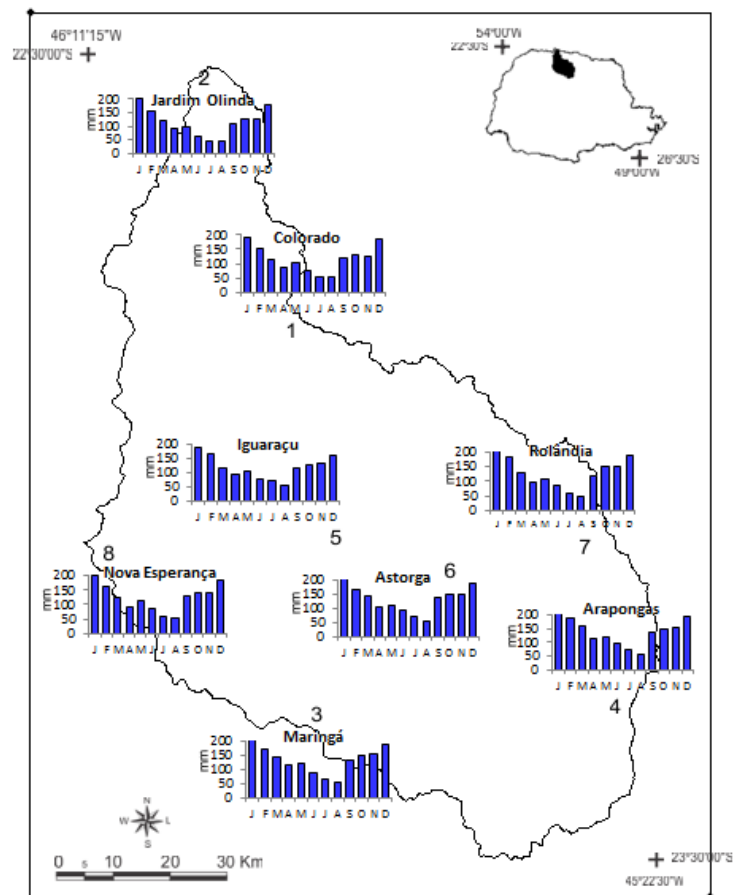 46°11'15"W
22°30'00"S
54°00'W
22°30'S
49°00'W
26°30'S
2
Jardim Olinda
mm
200
150
100
50
0
J F M A M J J A S O N D
Colorado
mm
200
150
100
50
0
J F M A M J J A S O N D
1
Iguaraçu
mm
200
150
100
50
0
J F M A M J J A S O N D
5
Rolândia
mm
200
150
100
50
0
J F M A M J J A S O N D
7
8
Nova Esperança
mm
200
150
100
50
0
J F M A M J J A S O N D
6
Astorga
mm
200
150
100
50
0
J F M A M J J A S O N D
Arapongas
mm
200
150
100
50
0
J F M A M J J A S O N D
4
3
Maringá
mm
200
150
100
50
0
J F M A M J J A S O N D
N
W L
S
0 5 10 20 30 Km
23°30'00"S
45°22'30"W